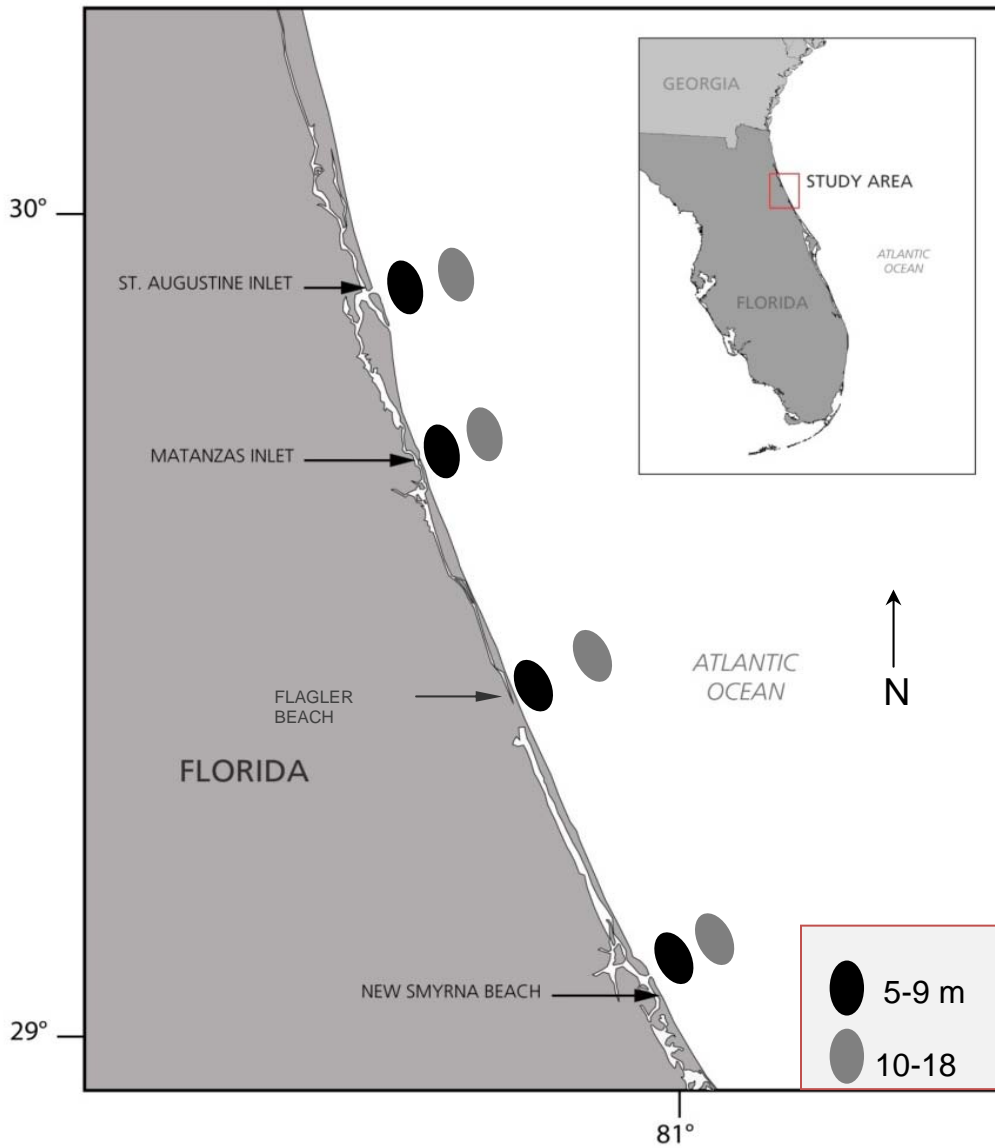 GEORGIA
STUDY AREA
ATLANTIC
OCEAN
FLORIDA
30°
ST. AUGUSTINE INLET
MATANZAS INLET
ATLANTIC
OCEAN
N
FLAGLER
BEACH
FLORIDA
NEW SMYRNA BEACH
5-9 m
10-18
29°
81°